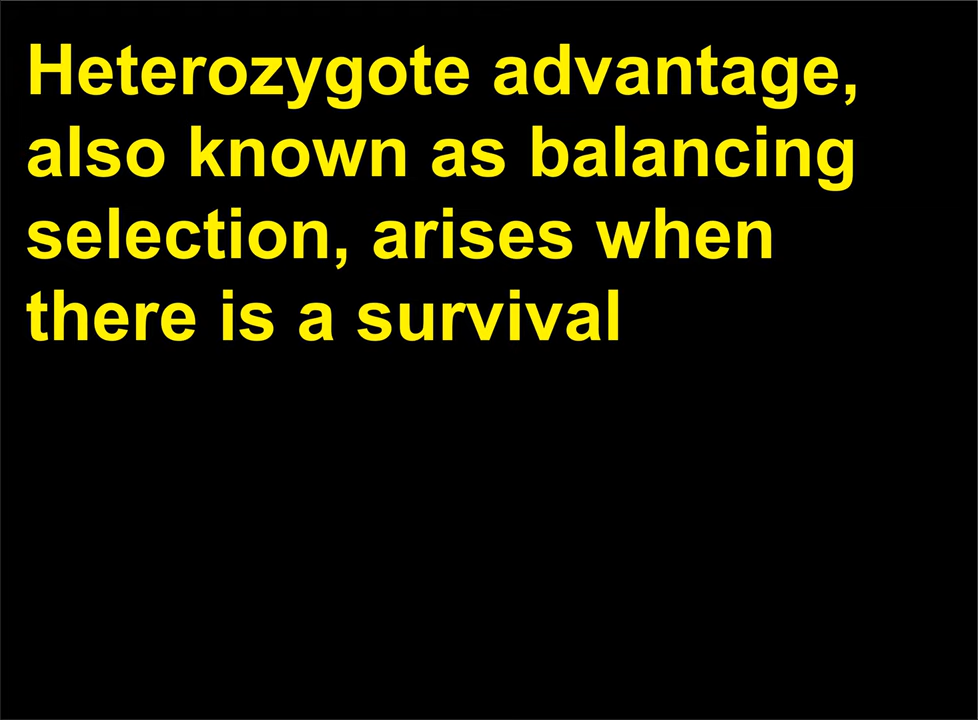 Heterozygote advantage,
also known as balancing
selection, arises when
there is a survival